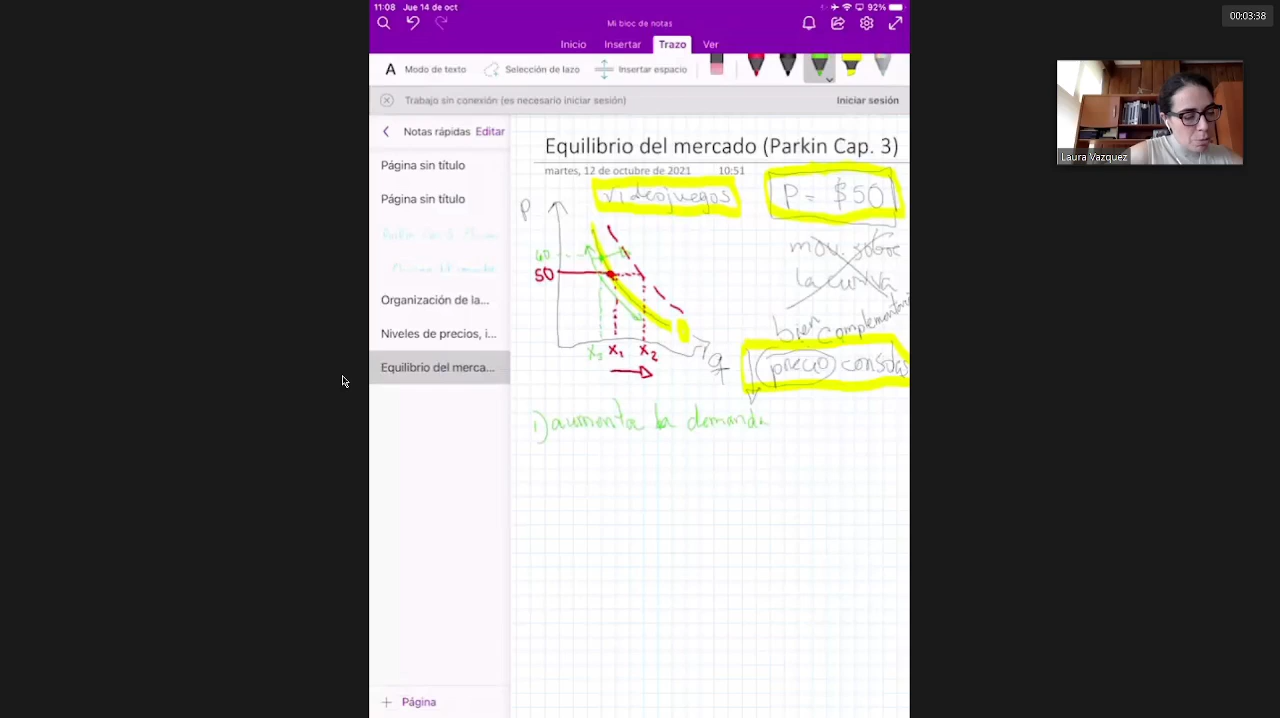 11:08 Jue 14 de oct
92%
00:03:38
Mi bloc de notas
Inicio Insertar Trazo Ver
A Modo de texto Selección de lazo Insertar espacio
Trabajo sin conexión (es necesario iniciar sesión) Iniciar sesión
Notas rápidas Editar
Página sin título
Página sin título
Organización de la...
Niveles de precios, i...
Equilibrio del merca...
Página
Equilibrio del mercado (Parkin Cap. 3)
martes, 12 de octubre de 2021 10:51
videojuegos
P = $50
P
60
50
X3 X1 X2
q
mov. sobre
la curva
bien complementario
precio consolas
1) aumenta la demanda
Laura Vazquez